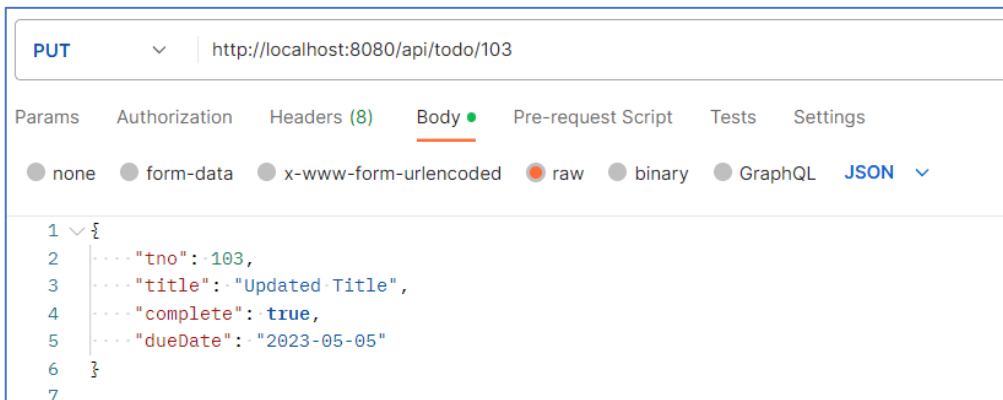 PUT http://localhost:8080/api/todo/103
Params Authorization Headers (8) Body Pre-request Script Tests Settings
none form-data x-www-form-urlencoded raw binary GraphQL JSON
1 {
2 "tno": 103,
3 "title": "Updated Title",
4 "complete": true,
5 "dueDate": "2023-05-05"
6 }
7